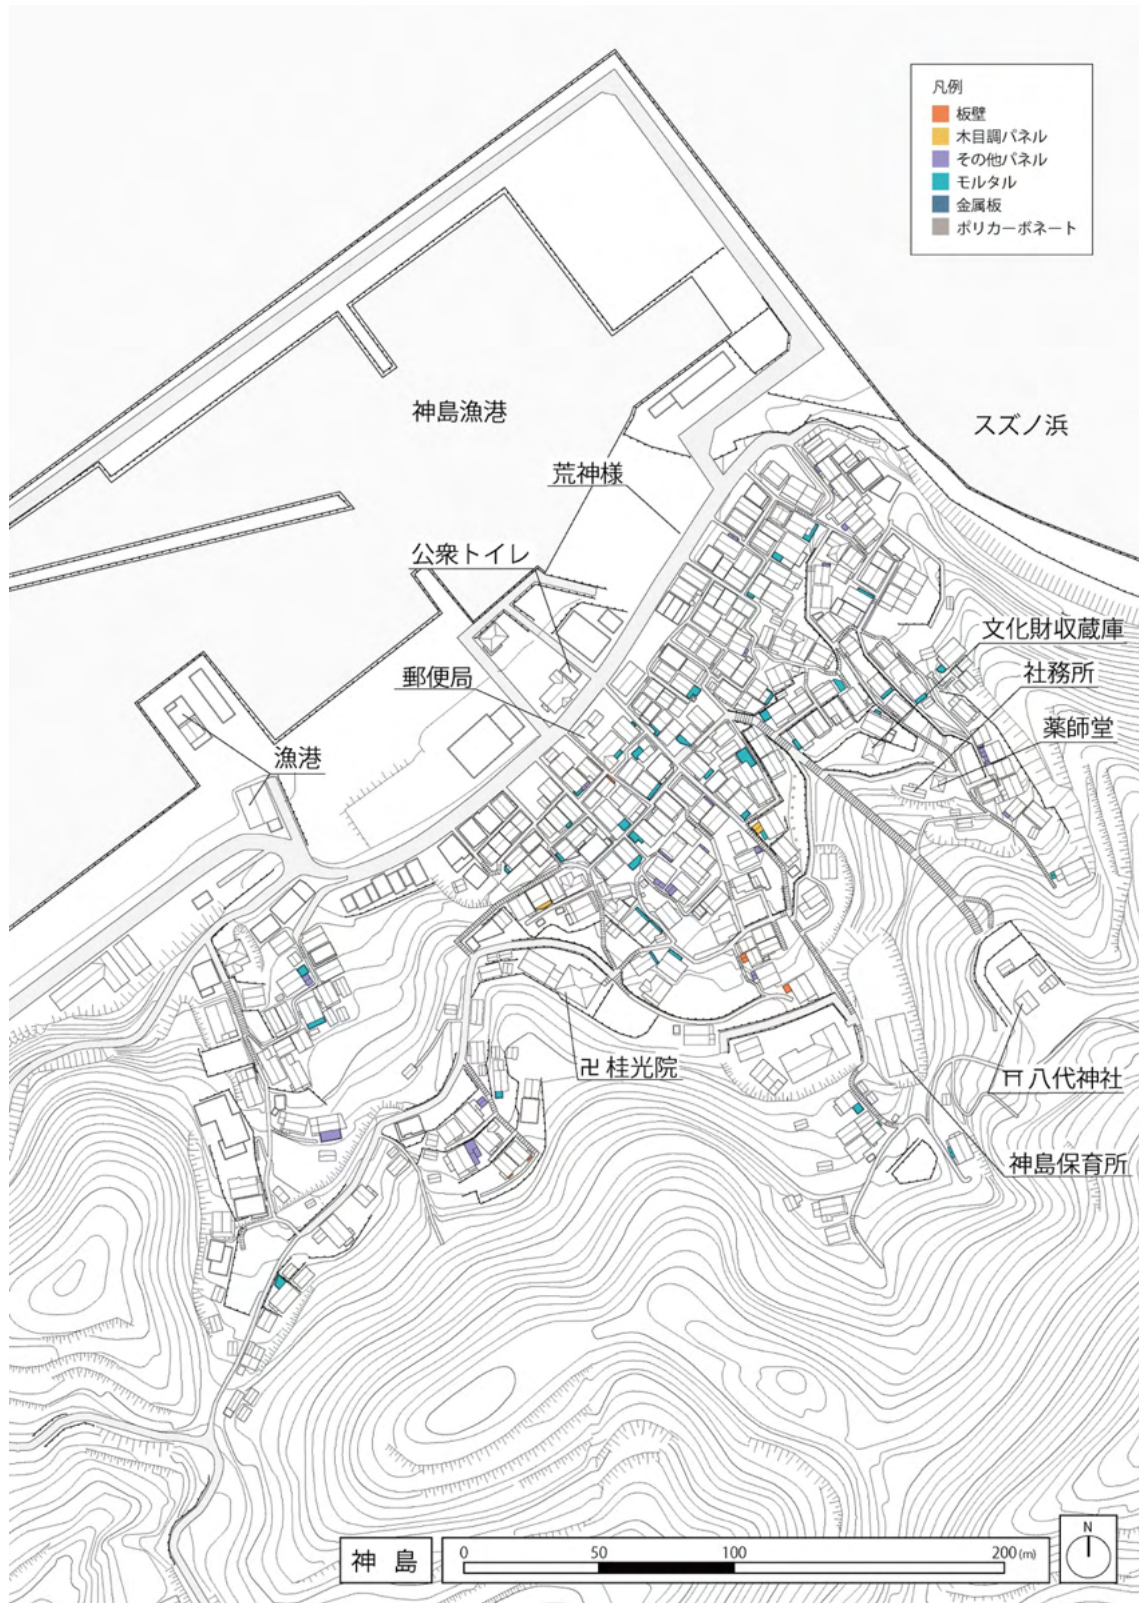 凡例
板壁
木目調パネル
その他パネル
モルタル
金属板
ポリカーボネート
神島漁港
スズノ浜
荒神様
公衆トイレ
文化財収蔵庫
郵便局
社務所
薬師堂
漁港
卍 桂光院
⛩ 八代神社
神島保育所
神島
0 50 100 200 (m)
N